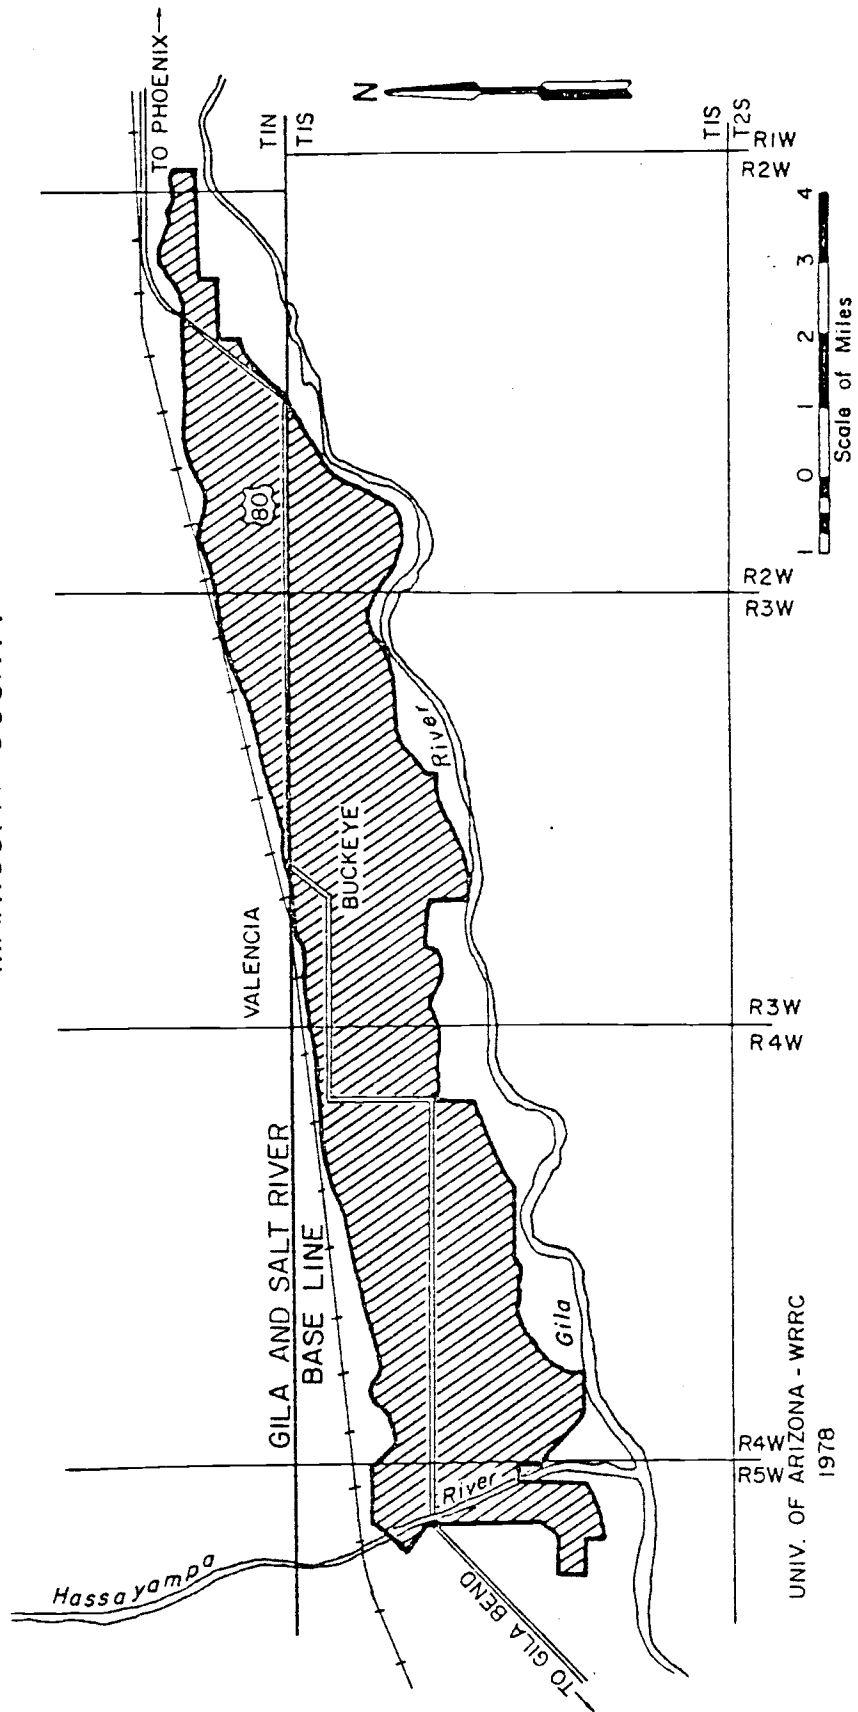 TO PHOENIX→
N
T1N
T1S
T1S
T2S
R1W
R2W
80
R2W
R3W
River
BUCKEYE
VALENCIA
R3W
R4W
GILA AND SALT RIVER
BASE LINE
Gila
R4W
R5W
River
Hassayampa
←TO GILA BEND
1 0 1 2 3 4
Scale of Miles
UNIV. OF ARIZONA - WRRC
1978